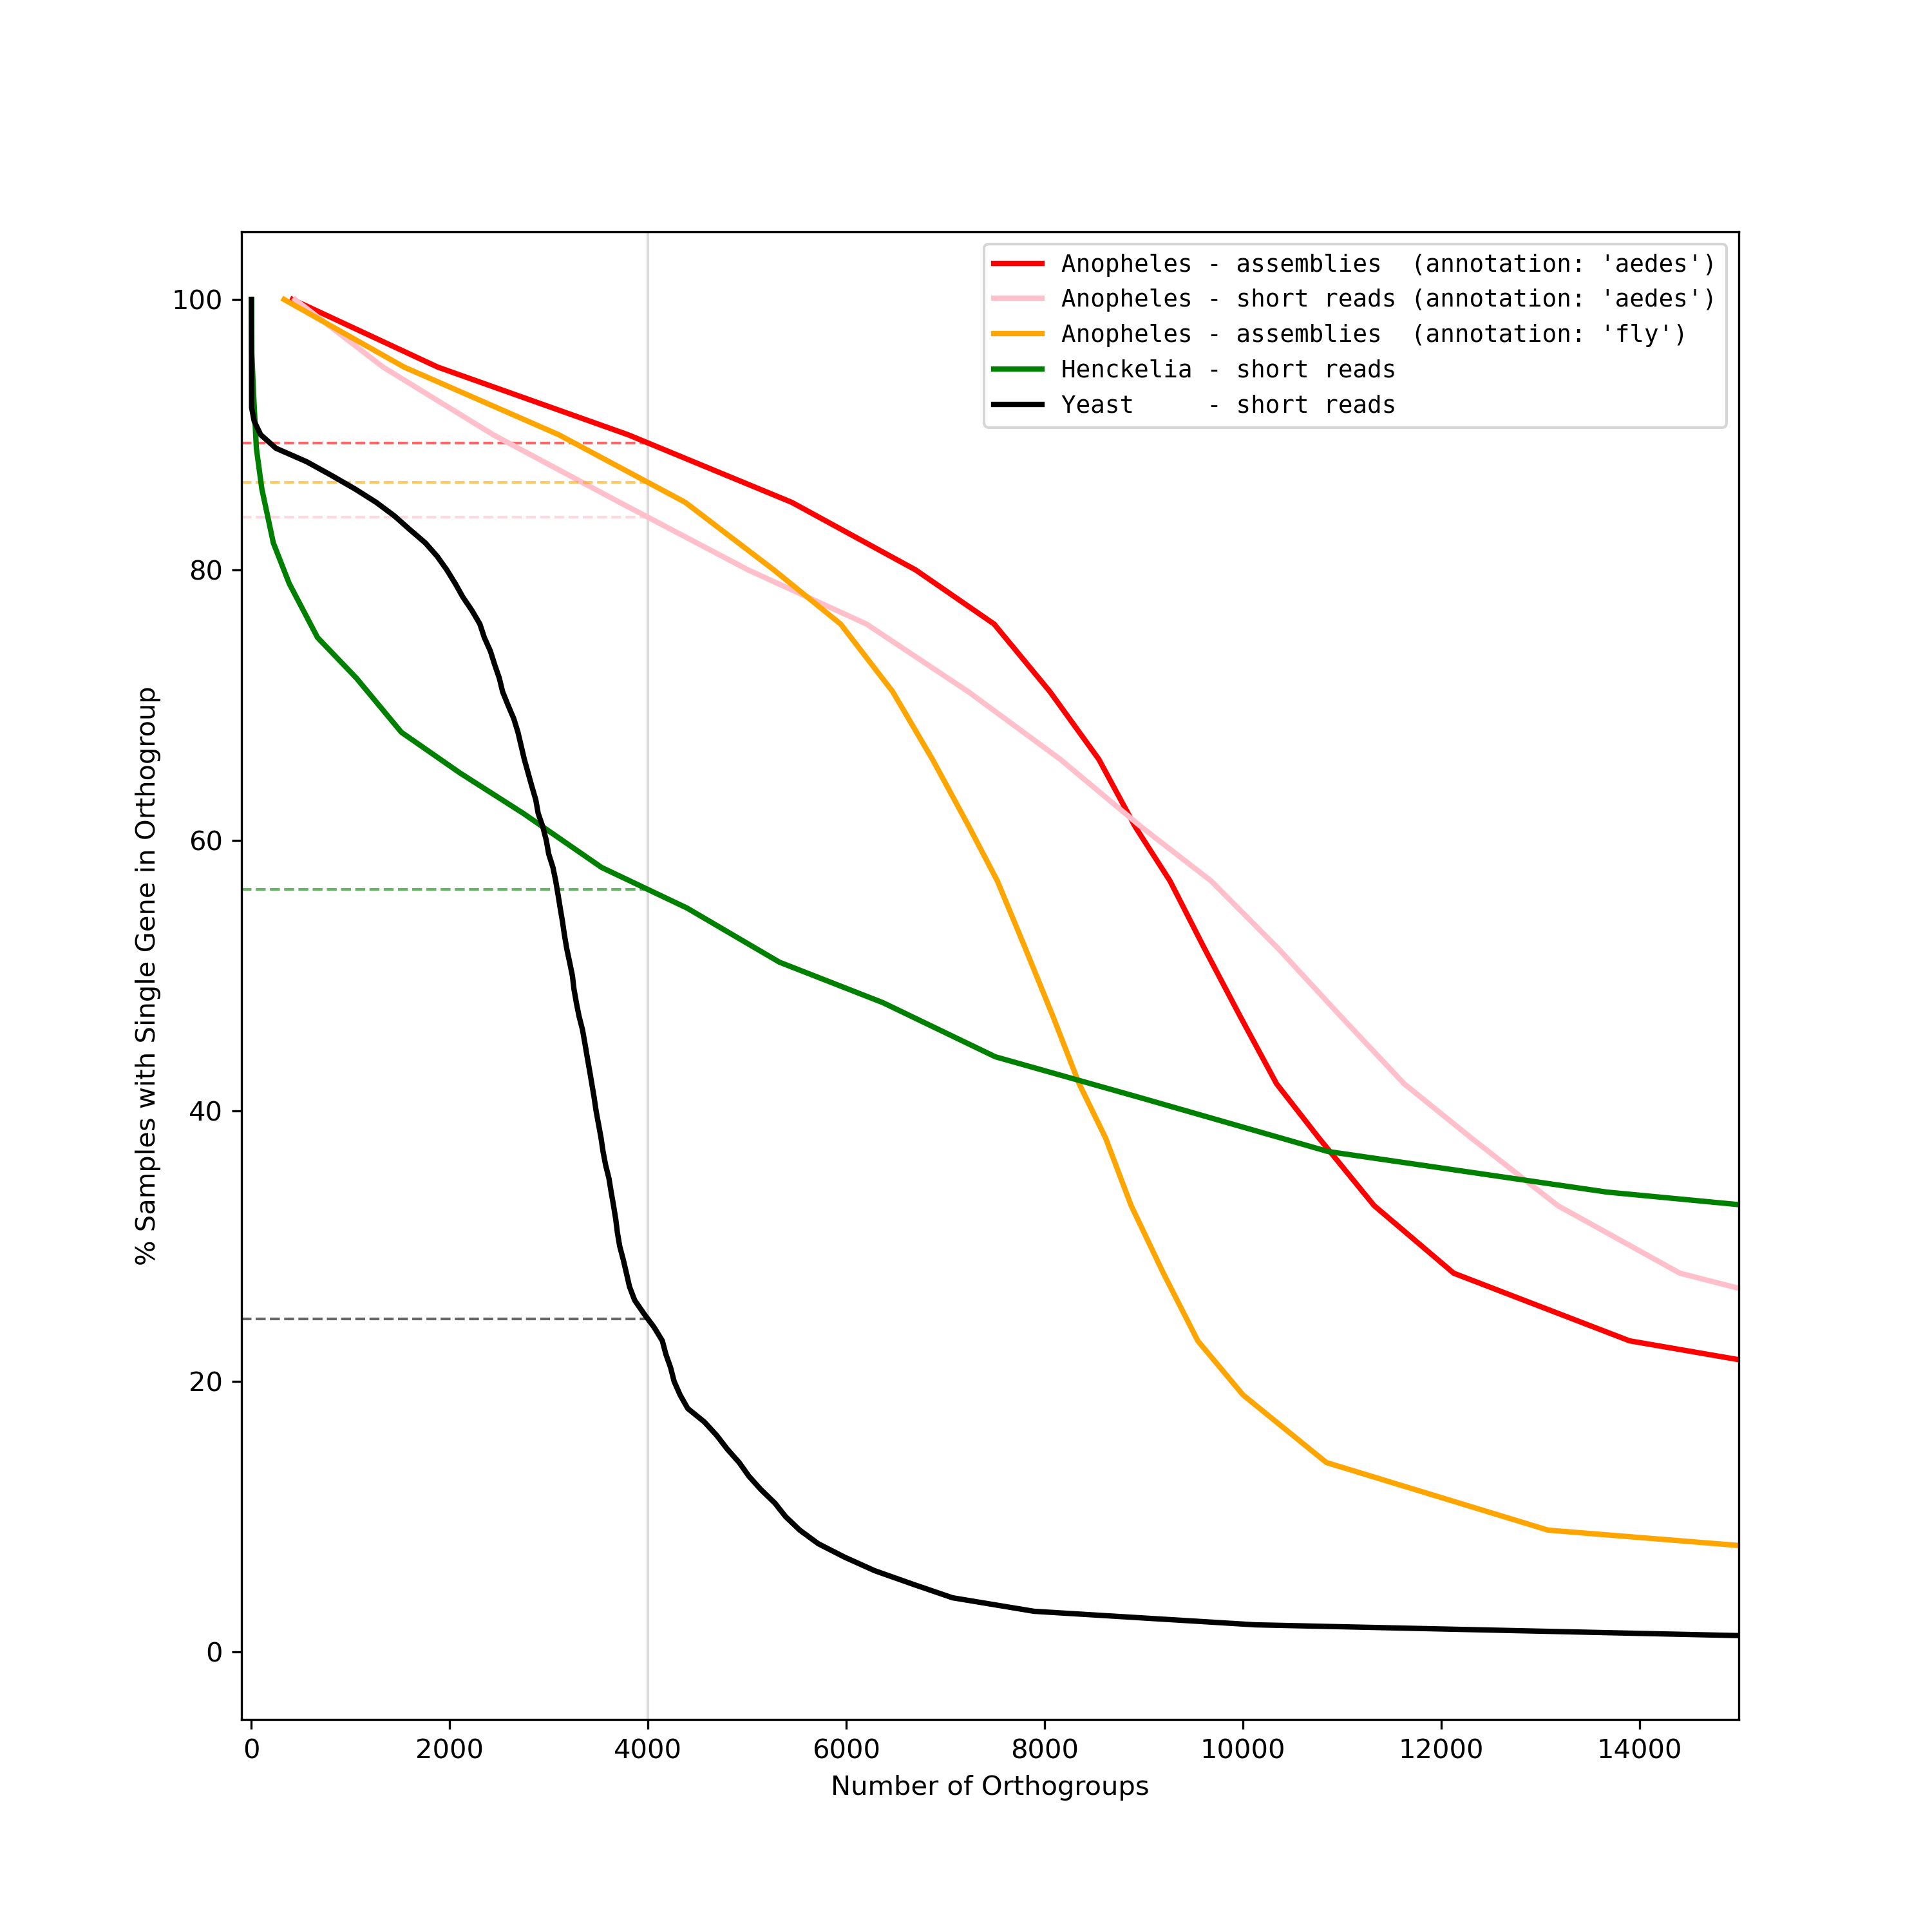 Anopheles - assemblies  (annotation: 'aedes')
Anopheles - short reads (annotation: 'aedes')
Anopheles - assemblies  (annotation: 'fly')
Henckelia - short reads
Yeast     - short reads
100
80
60
40
20
0
% Samples with Single Gene in Orthogroup
0 2000 4000 6000 8000 10000 12000 14000
Number of Orthogroups